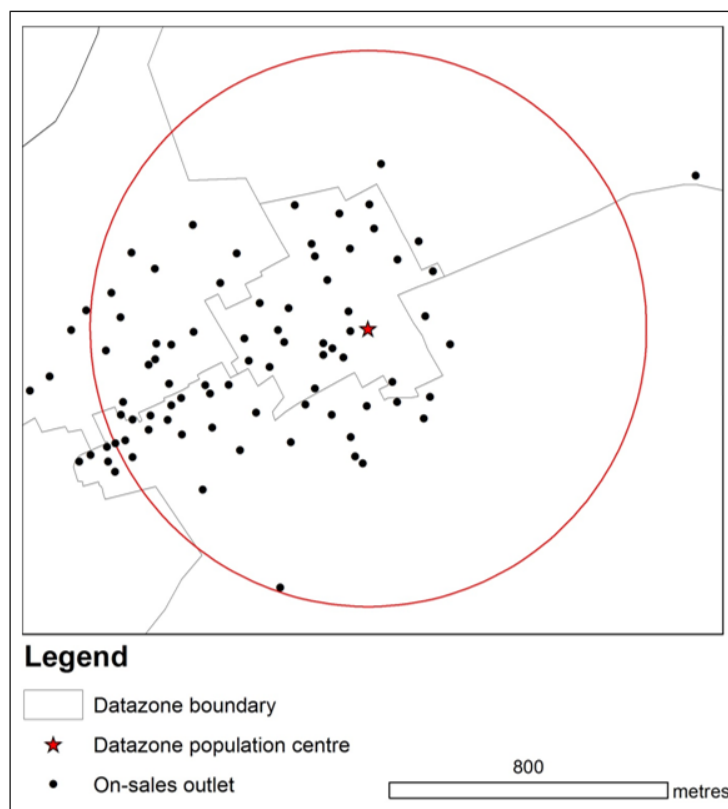 Legend
Datazone boundary
Datazone population centre
On-sales outlet
800
metres